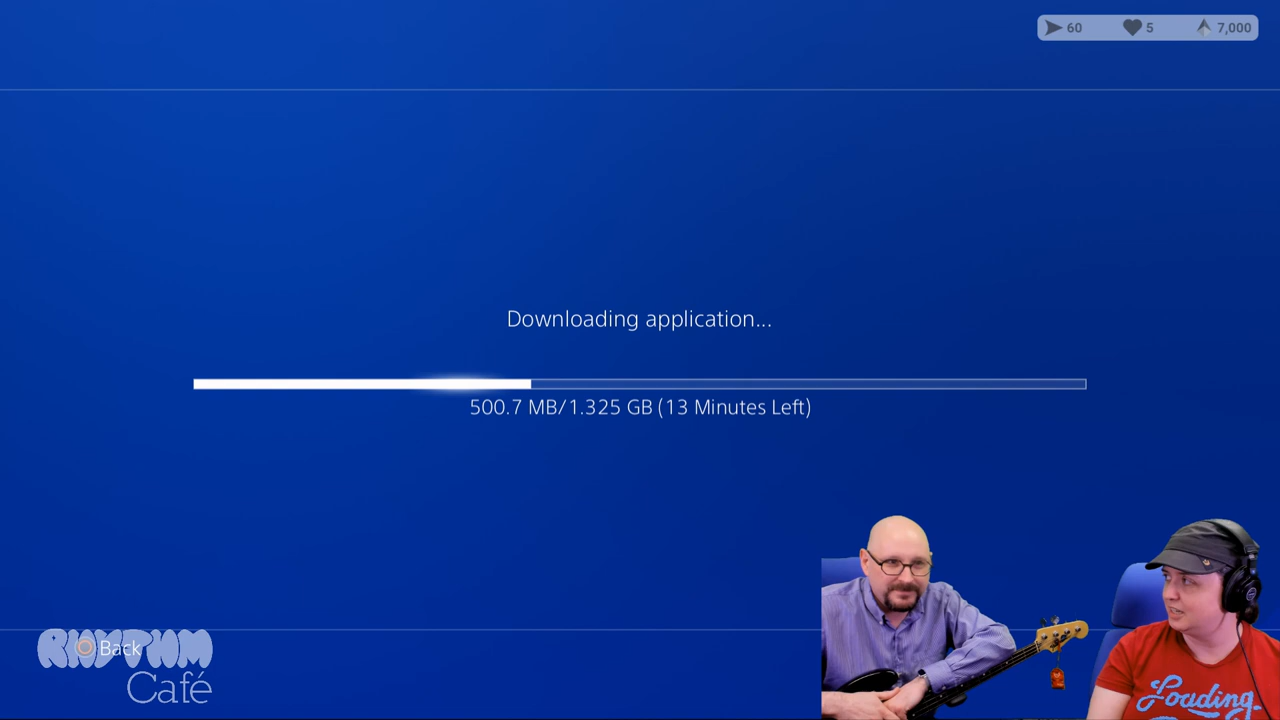 60 5 7,000
Downloading application...
500.7 MB/1.325 GB (13 Minutes Left)
Back
RHYTHM
Café
Loading